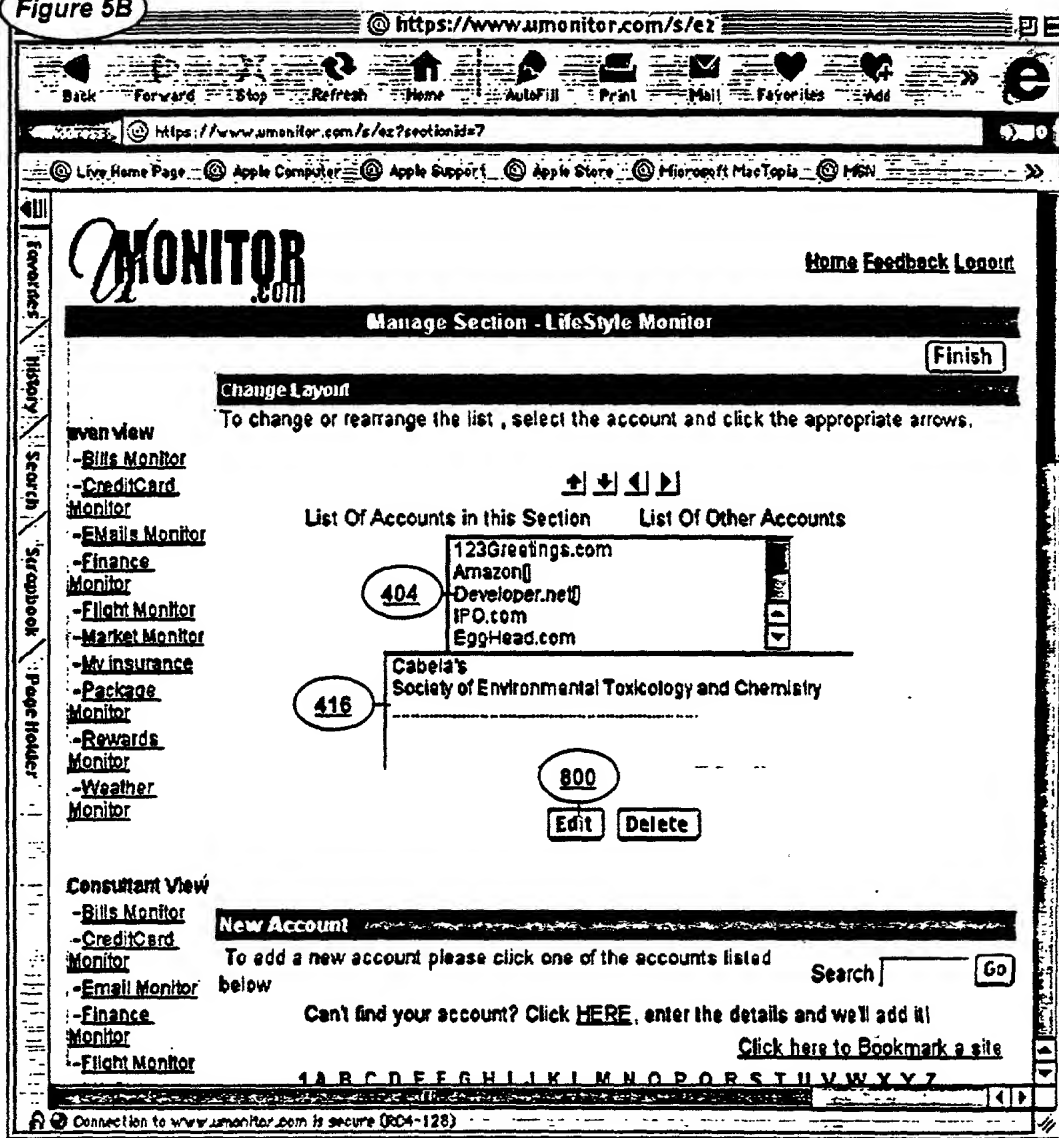 Figure 5B
@ https://www.umonitor.com/s/ez
Back Forward Stop Refresh Home AutoFill Print Mail Favorites Add »
@ https://www.umonitor.com/s/ez?sectionid=7
@ Live Home Page @ Apple Computer @ Apple Support @ Apple Store @ Microsoft MacTopia @ MSN »
Favorites
History
Search
Scrapbook
Page Holder
UMONITOR.com
Home Feedback Logout
Manage Section - LifeStyle Monitor
Finish
Change Layout
To change or rearrange the list , select the account and click the appropriate arrows.
List Of Accounts in this Section List Of Other Accounts
123Greetings.com
Amazon[]
404
Developer.net[]
IPO.com
EggHead.com
Cabela's
Society of Environmental Toxicology and Chemistry
416
800
Edit Delete
even view
-Bills Monitor
-CreditCard
Monitor
-EMails Monitor
-Finance
Monitor
-Flight Monitor
-Market Monitor
-My insurance
-Package
Monitor
-Rewards
Monitor
-Weather
Monitor
Consultant View
-Bills Monitor
-CreditCard
Monitor
-Email Monitor
-Finance
Monitor
-Flight Monitor
New Account
To add a new account please click one of the accounts listed
below
Search Go
Can't find your account? Click HERE, enter the details and we'll add it!
Click here to Bookmark a site
A B C D E F G H I J K L M N O P Q R S T U V W X Y Z
Connection to www.umonitor.com is secure (RC4-128)